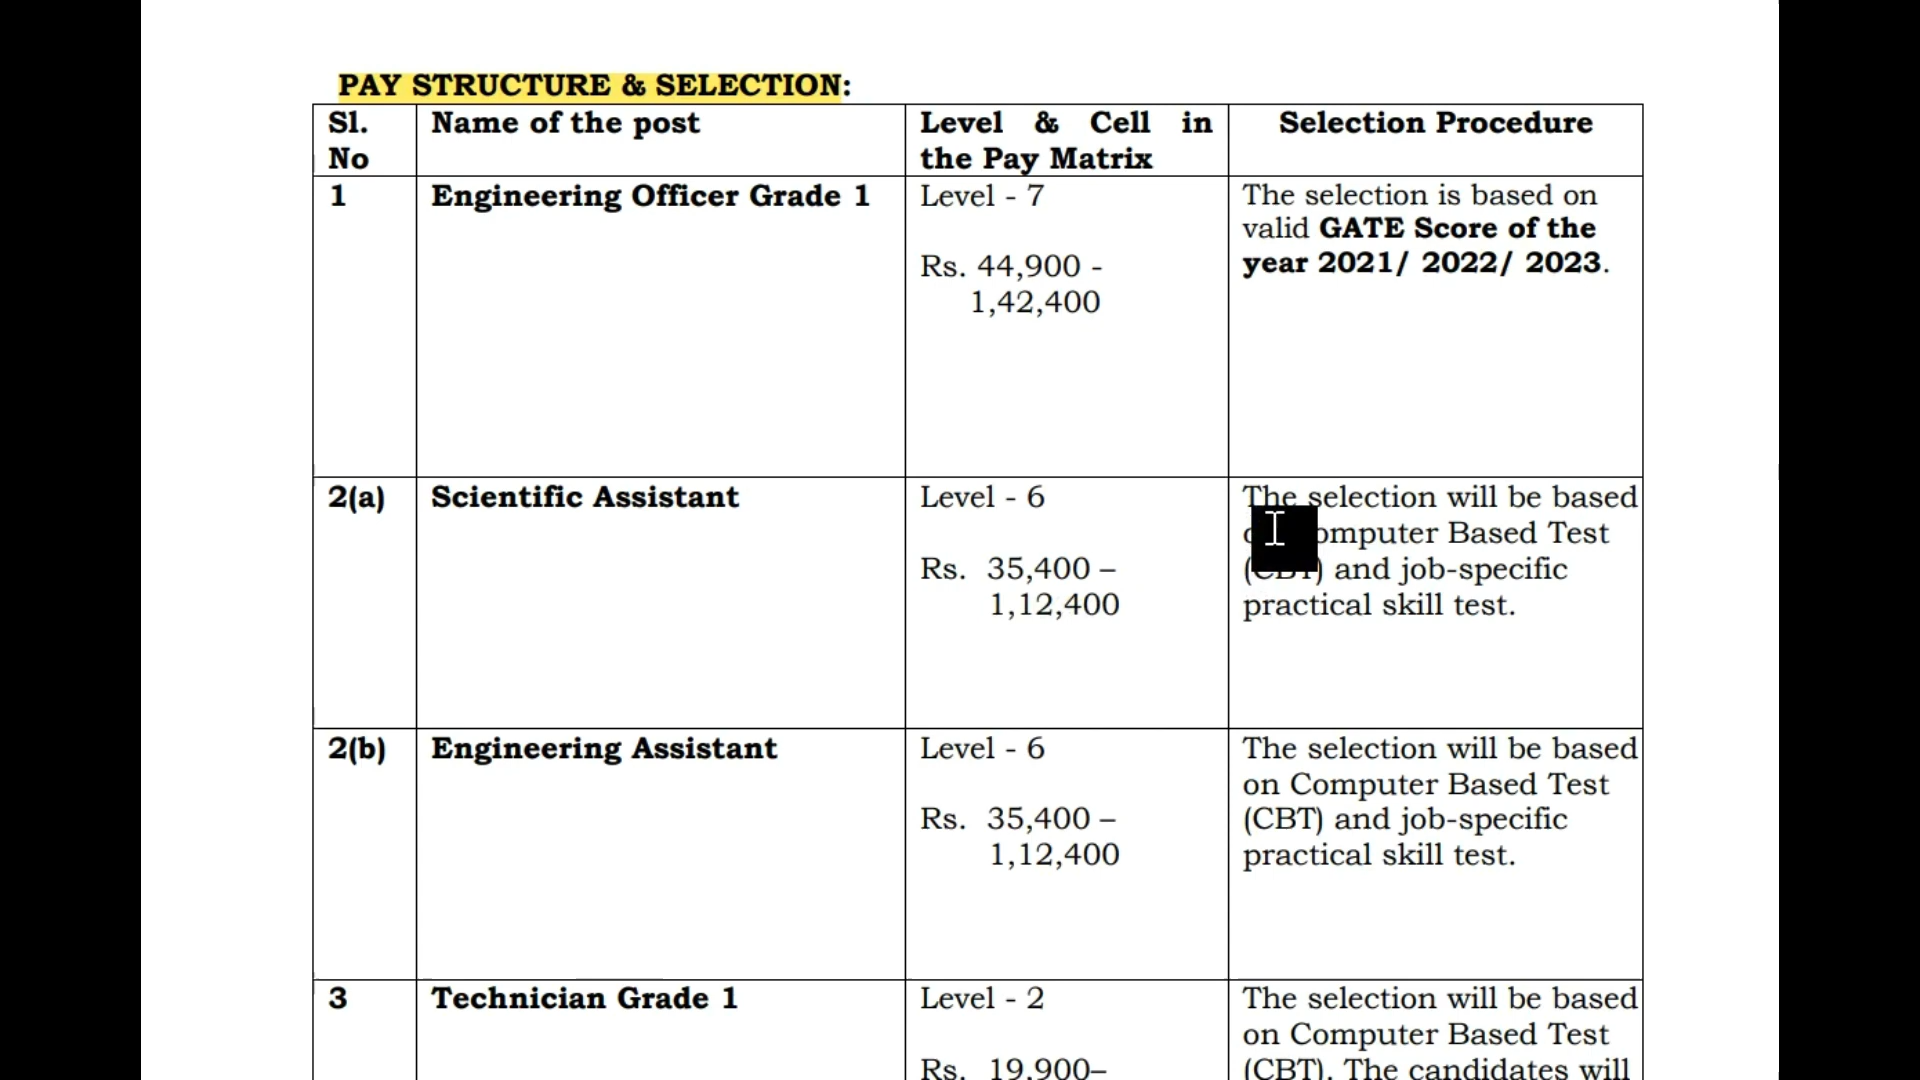 PAY STRUCTURE & SELECTION:
Sl. No
Name of the post
Level & Cell in
the Pay Matrix
Selection Procedure
1
Engineering Officer Grade 1
Level - 7
Rs. 44,900 -
1,42,400
The selection is based on
valid GATE Score of the
year 2021/ 2022/ 2023.
2(a)
Scientific Assistant
Level - 6
Rs. 35,400 –
1,12,400
The selection will be based
Computer Based Test
(CBT) and job-specific
practical skill test.
2(b)
Engineering Assistant
Level - 6
Rs. 35,400 –
1,12,400
The selection will be based
on Computer Based Test
(CBT) and job-specific
practical skill test.
3
Technician Grade 1
Level - 2
Rs. 19,900–
The selection will be based
on Computer Based Test
(CBT). The candidates will